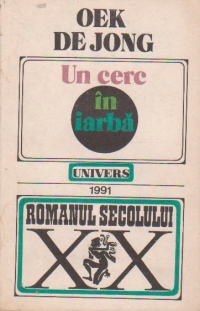 OEK
DE JONG
Un cerc
în
iarbă
UNIVERS
1991
ROMANUL SECOLULUI
XX